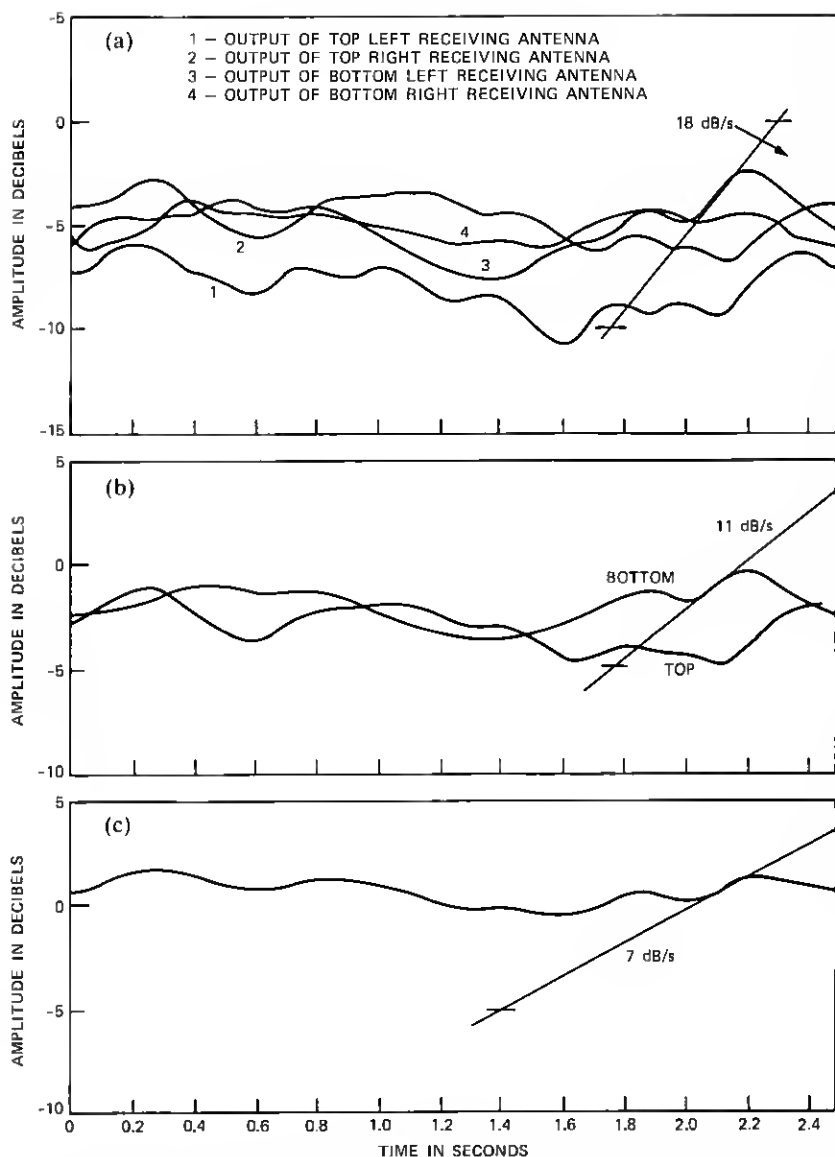 -5
(a)
1 – OUTPUT OF TOP LEFT RECEIVING ANTENNA
2 – OUTPUT OF TOP RIGHT RECEIVING ANTENNA
3 – OUTPUT OF BOTTOM LEFT RECEIVING ANTENNA
4 – OUTPUT OF BOTTOM RIGHT RECEIVING ANTENNA
0
18 dB/s
AMPLITUDE IN DECIBELS
-5
4
2
3
1
-10
-15
5
(b)
11 dB/s
0
BOTTOM
AMPLITUDE IN DECIBELS
-5
TOP
-10
5
(c)
0
AMPLITUDE IN DECIBELS
7 dB/s
-5
-10
0 0.2 0.4 0.6 0.8 1.0 1.2 1.4 1.6 1.8 2.0 2.2 2.4
TIME IN SECONDS